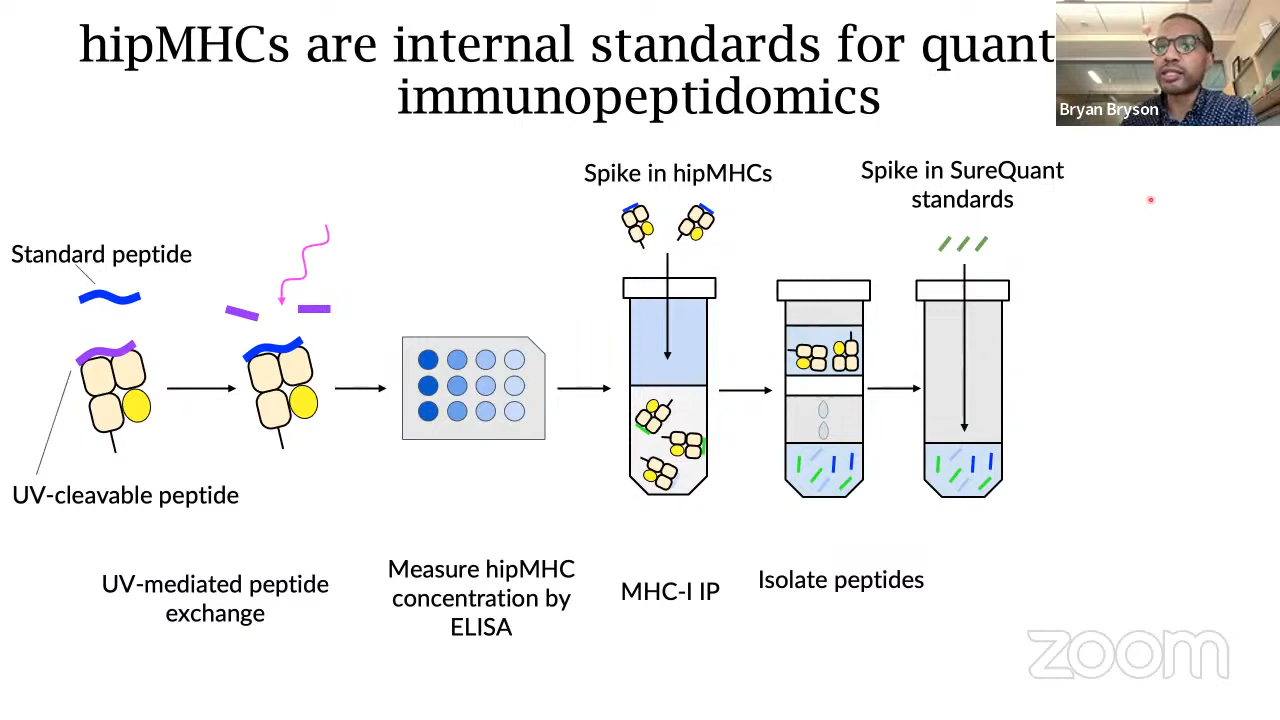 hipMHCs are internal standards for quant
immunopeptidomics
Bryan Bryson
Spike in hipMHCs
Spike in SureQuant
standards
Standard peptide
UV-cleavable peptide
UV-mediated peptide
exchange
Measure hipMHC
concentration by
ELISA
MHC-I IP
Isolate peptides
zoom